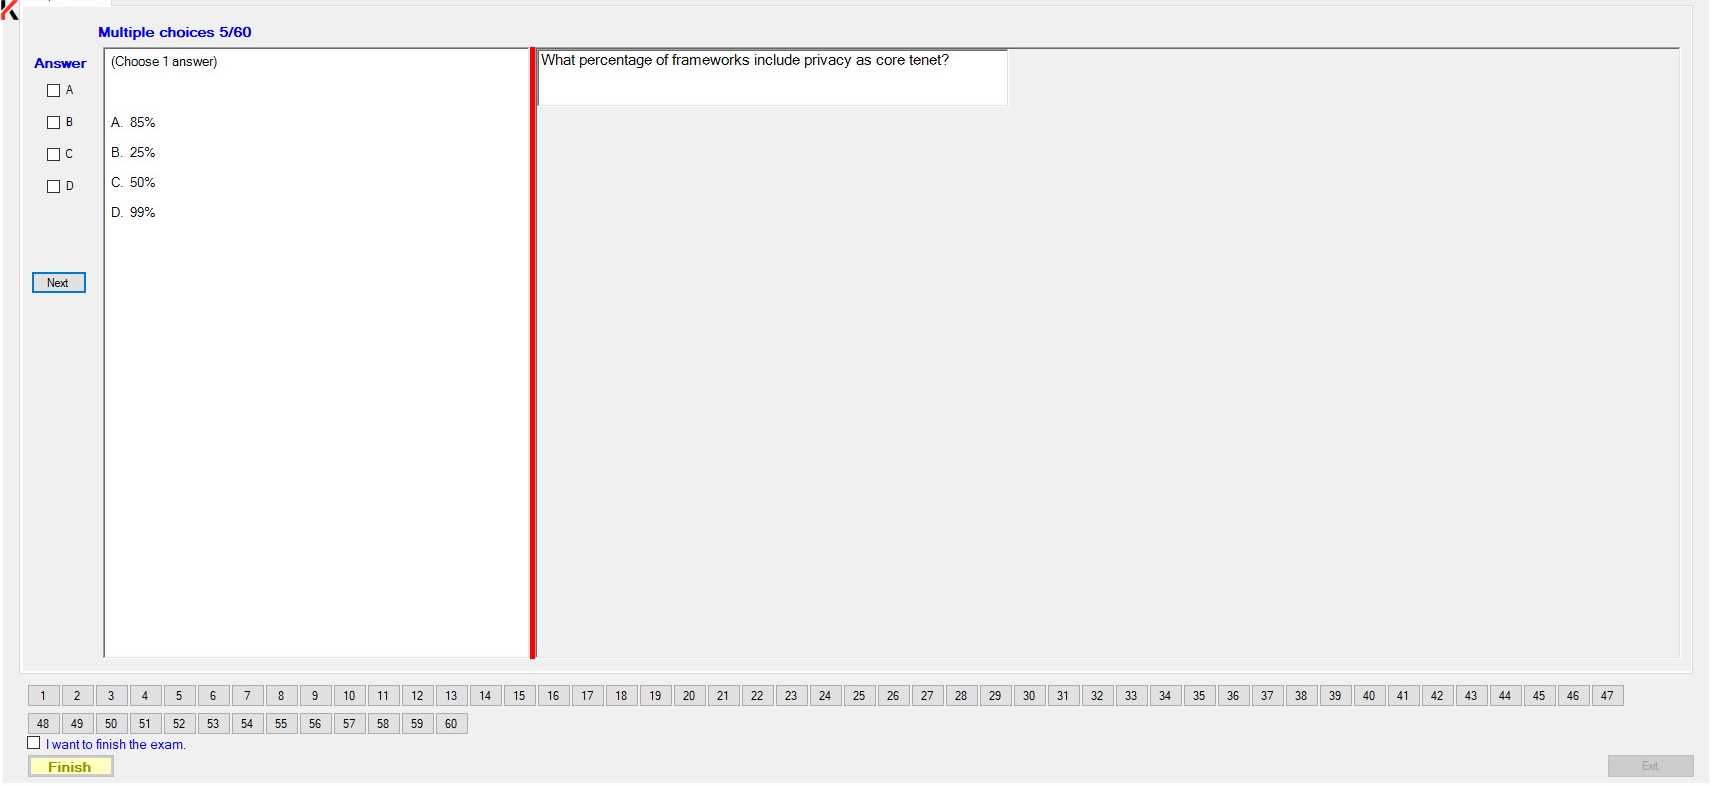 Multiple choices 5/60
Answer
A
B
C
D
Next
(Choose 1 answer)
A. 85%
B. 25%
C. 50%
D. 99%
What percentage of frameworks include privacy as core tenet?
1 2 3 4 5 6 7 8 9 10 11 12 13 14 15 16 17 18 19 20 21 22 23 24 25 26 27 28 29 30 31 32 33 34 35 36 37 38 39 40 41 42 43 44 45 46 47
48 49 50 51 52 53 54 55 56 57 58 59 60
I want to finish the exam.
Finish
Exit